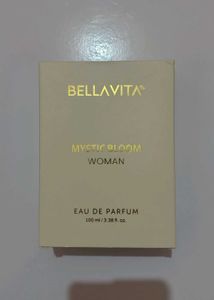 BELLAVITA
MYSTIC BLOOM
WOMAN
EAU DE PARFUM
100 ml / 3.38 fl. oz.